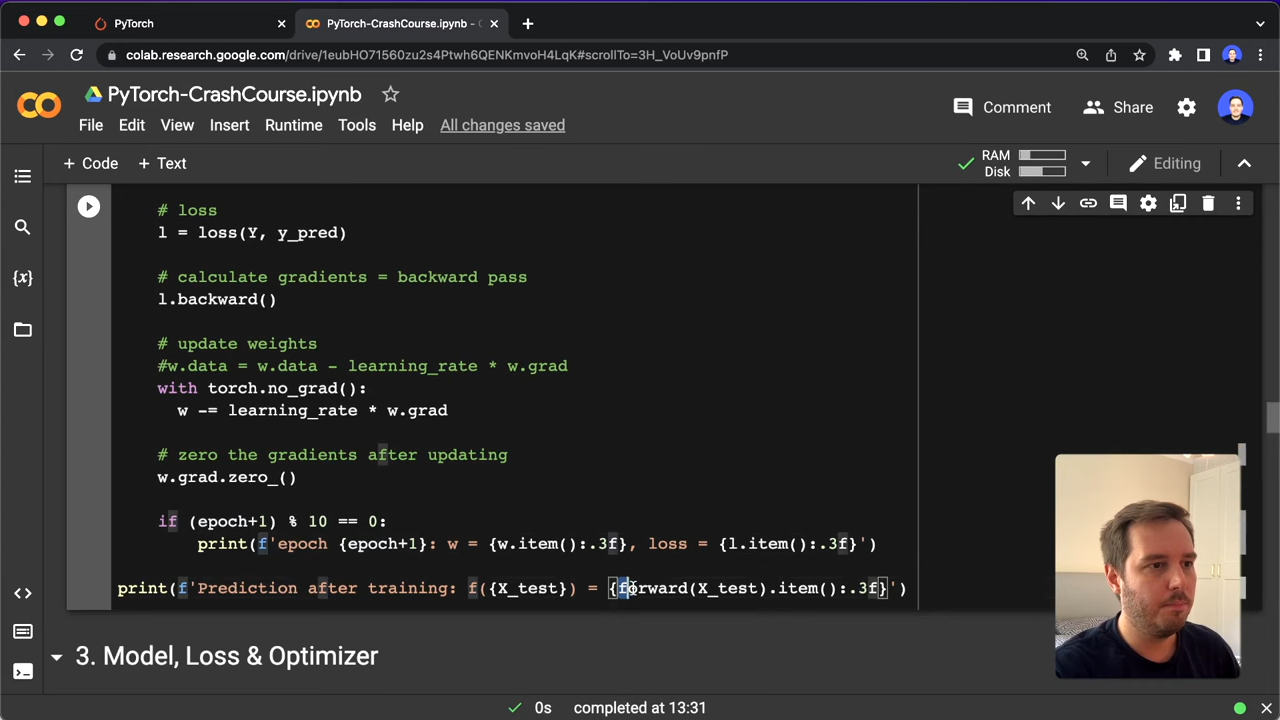 PyTorch
PyTorch-CrashCourse.ipynb - C
colab.research.google.com/drive/1eubHO71560zu2s4Ptwh6QENKmvoH4LqK#scrollTo=3H_VoUv9pnfP
PyTorch-CrashCourse.ipynb
Comment
Share
File Edit View Insert Runtime Tools Help All changes saved
+ Code + Text
RAM
Disk
Editing
# loss
l = loss(Y, y_pred)
# calculate gradients = backward pass
l.backward()
# update weights
#w.data = w.data - learning_rate * w.grad
with torch.no_grad():
w -= learning_rate * w.grad
# zero the gradients after updating
w.grad.zero_()
if (epoch+1) % 10 == 0:
print(f'epoch {epoch+1}: w = {w.item():.3f}, loss = {l.item():.3f}')
print(f'Prediction after training: f({X_test}) = {forward(X_test).item():.3f}')
3. Model, Loss & Optimizer
0s completed at 13:31